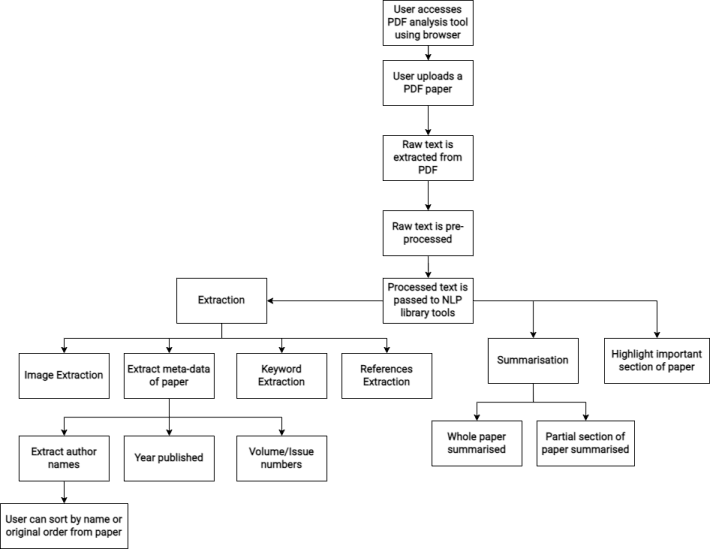 User accesses
PDF analysis tool
using browser
User uploads a
PDF paper
Raw text is
extracted from
PDF
Raw text is pre-
processed
Processed text is
passed to NLP
library tools
Extraction
Image Extraction
Extract meta-data
of paper
Keyword
Extraction
References
Extraction
Summarisation
Highlight important
section of paper
Extract author
names
Year published
Volume/Issue
numbers
Whole paper
summarised
Partial section of
paper summarised
User can sort by name or
original order from paper